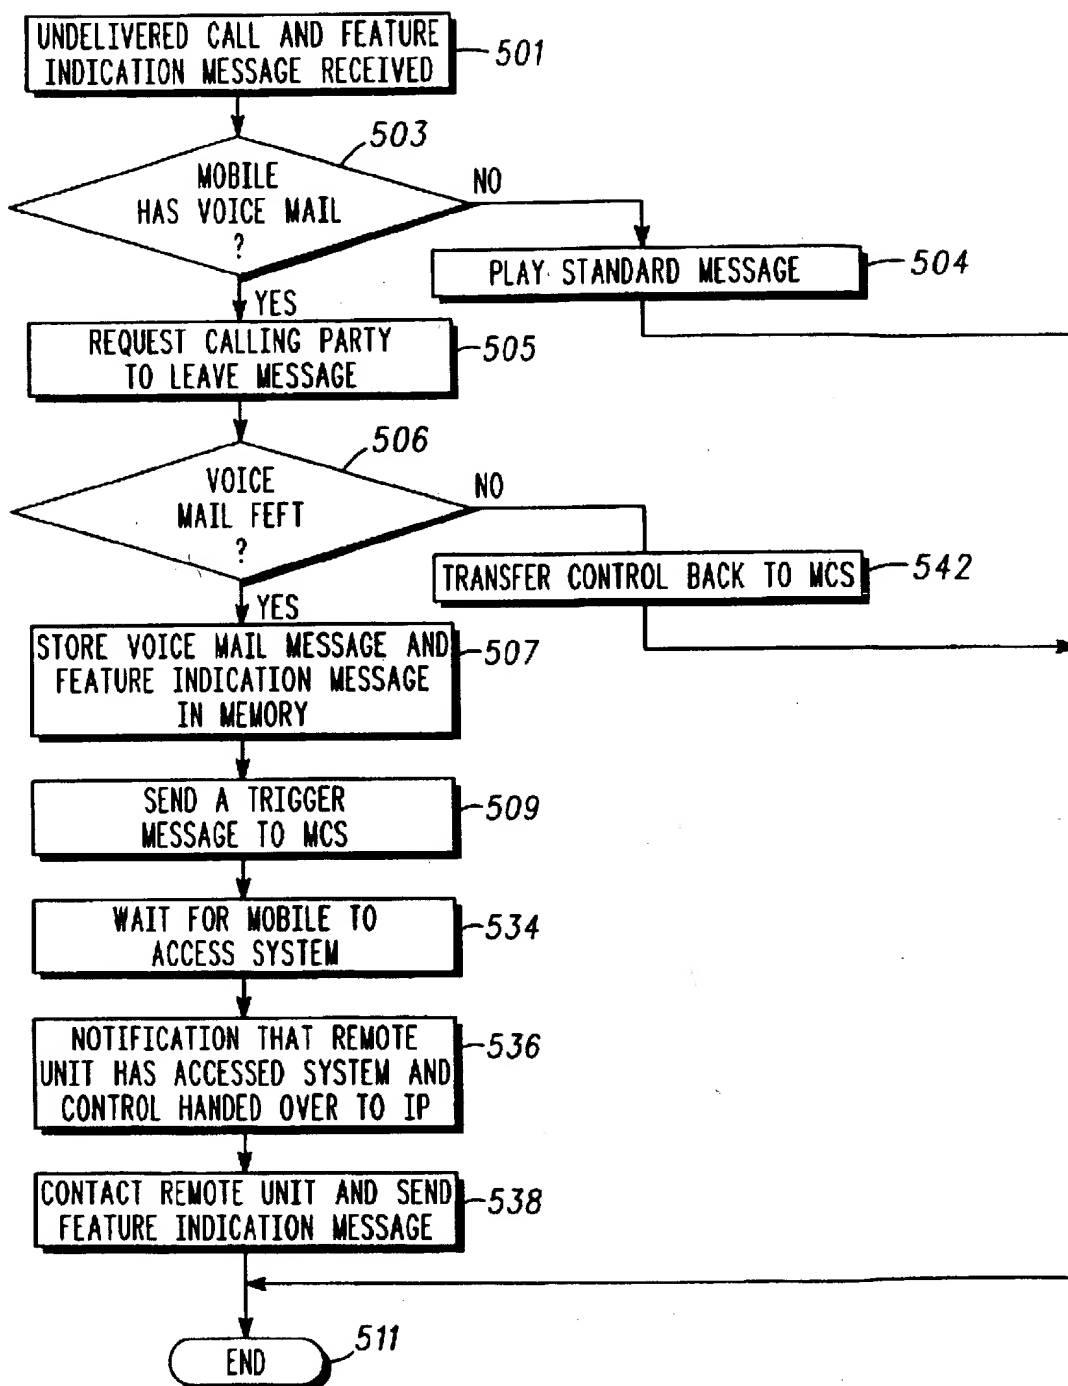 UNDELIVERED CALL AND FEATURE
INDICATION MESSAGE RECEIVED
501
503
MOBILE
HAS VOICE MAIL
?
NO
YES
PLAY STANDARD MESSAGE
504
REQUEST CALLING PARTY
TO LEAVE MESSAGE
505
506
VOICE
MAIL FEFT
?
NO
YES
TRANSFER CONTROL BACK TO MCS
542
STORE VOICE MAIL MESSAGE AND
FEATURE INDICATION MESSAGE
IN MEMORY
507
SEND A TRIGGER
MESSAGE TO MCS
509
WAIT FOR MOBILE TO
ACCESS SYSTEM
534
NOTIFICATION THAT REMOTE
UNIT HAS ACCESSED SYSTEM AND
CONTROL HANDED OVER TO IP
536
CONTACT REMOTE UNIT AND SEND
FEATURE INDICATION MESSAGE
538
END
511